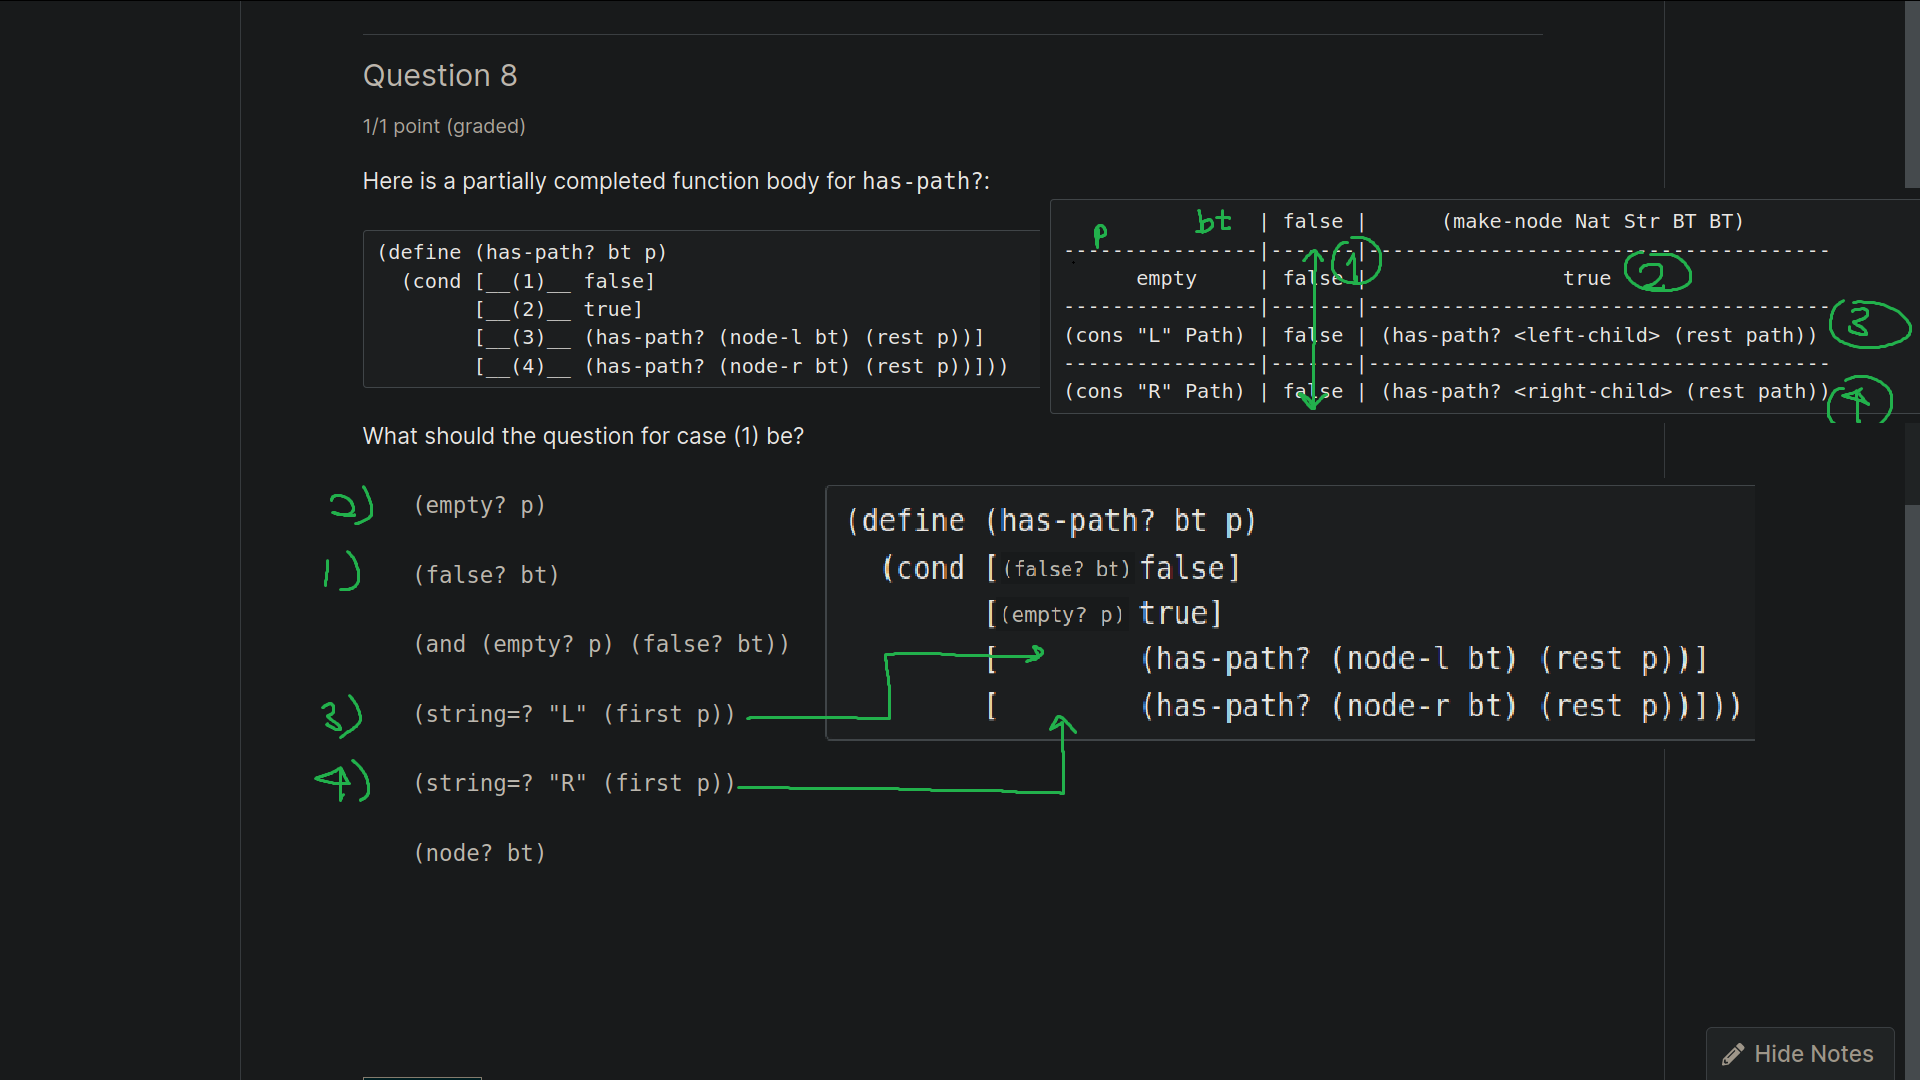 Question 8
1/1 point (graded)
Here is a partially completed function body for has-path?:
(define (has-path? bt p)
(cond [__(1)__ false]
[__(2)__ true]
[__(3)__ (has-path? (node-l bt) (rest p))]
[__(4)__ (has-path? (node-r bt) (rest p))]))
p bt | false | (make-node Nat Str BT BT)
----------------|-------|--------------------------------------
empty | false | true
----------------|-------|--------------------------------------
(cons "L" Path) | false | (has-path? <left-child> (rest path))
----------------|-------|--------------------------------------
(cons "R" Path) | false | (has-path? <right-child> (rest path))
1
2
3
4
What should the question for case (1) be?
2) (empty? p)
1) (false? bt)
(and (empty? p) (false? bt))
3) (string=? "L" (first p))
4) (string=? "R" (first p))
(node? bt)
(define (has-path? bt p)
(cond [(false? bt) false]
[(empty? p) true]
[ (has-path? (node-l bt) (rest p))]
[ (has-path? (node-r bt) (rest p))]))
Hide Notes